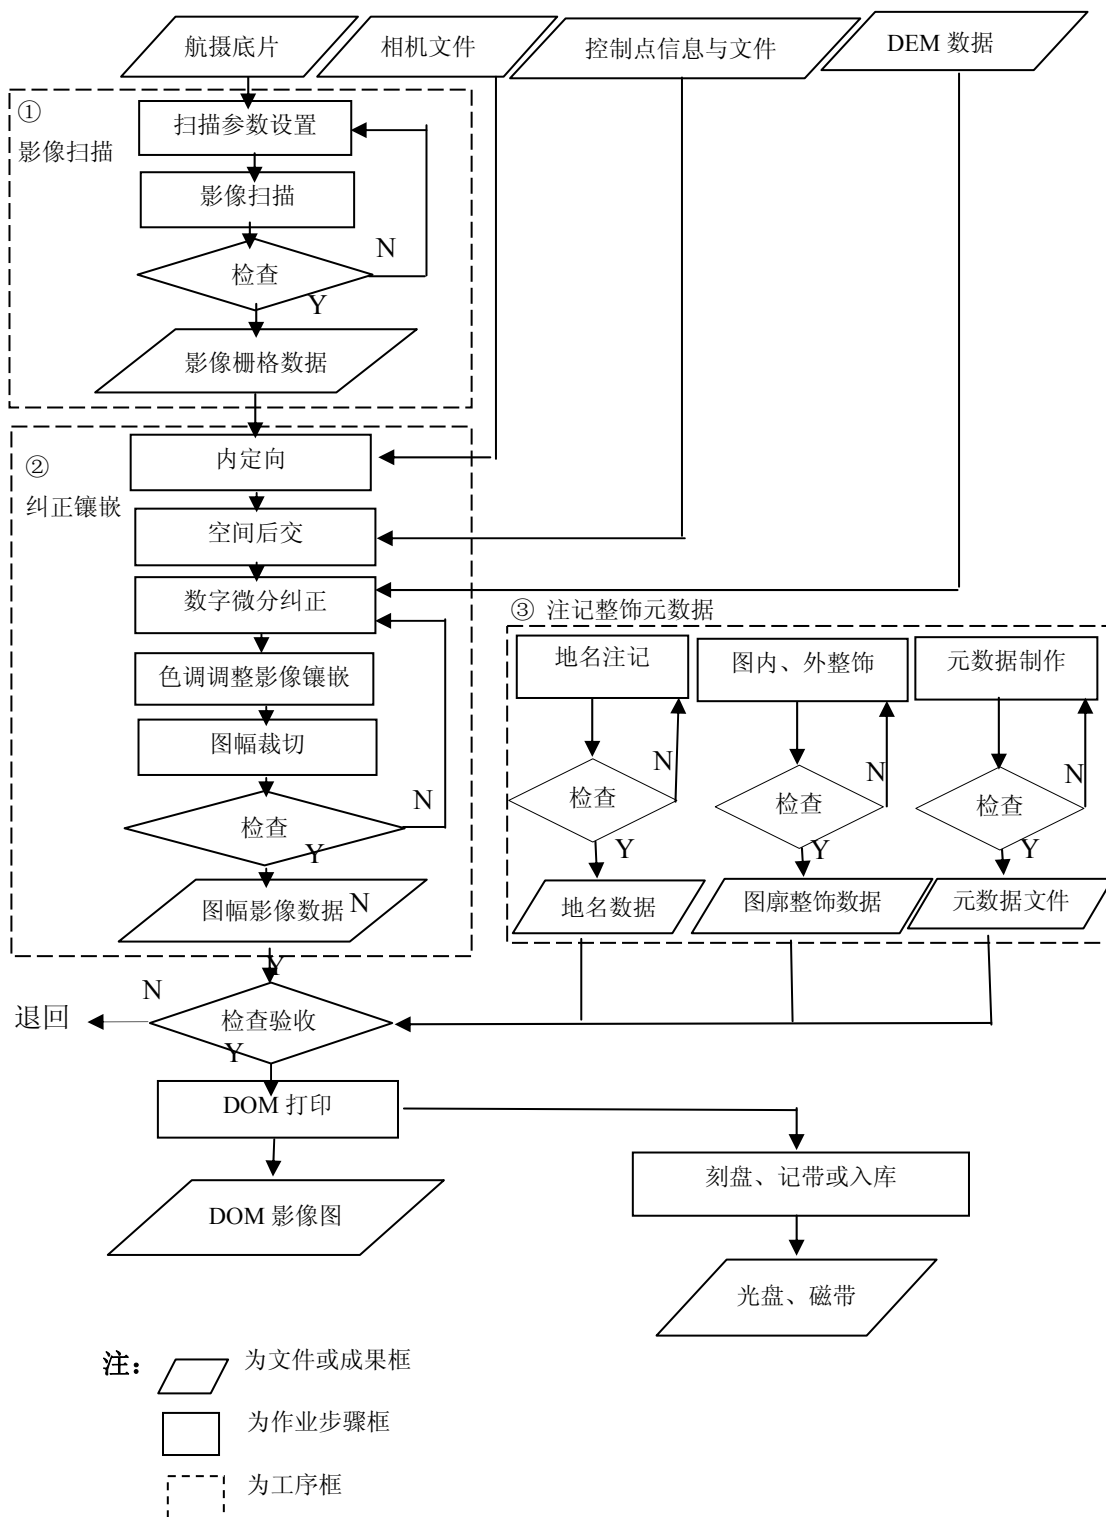 航摄底片
相机文件
控制点信息与文件
DEM 数据
①
影像扫描
扫描参数设置
影像扫描
N
检查
Y
影像栅格数据
②
纠正镶嵌
内定向
空间后交
数字微分纠正
色调调整影像镶嵌
图幅裁切
N
检查
Y
图幅影像数据
N
③ 注记整饰元数据
地名注记
图内、外整饰
元数据制作
N
N
N
检查
检查
检查
Y
Y
Y
地名数据
图廓整饰数据
元数据文件
Y
N
退回
检查验收
Y
DOM 打印
DOM 影像图
刻盘、记带或入库
光盘、磁带
注：
为文件或成果框
为作业步骤框
为工序框